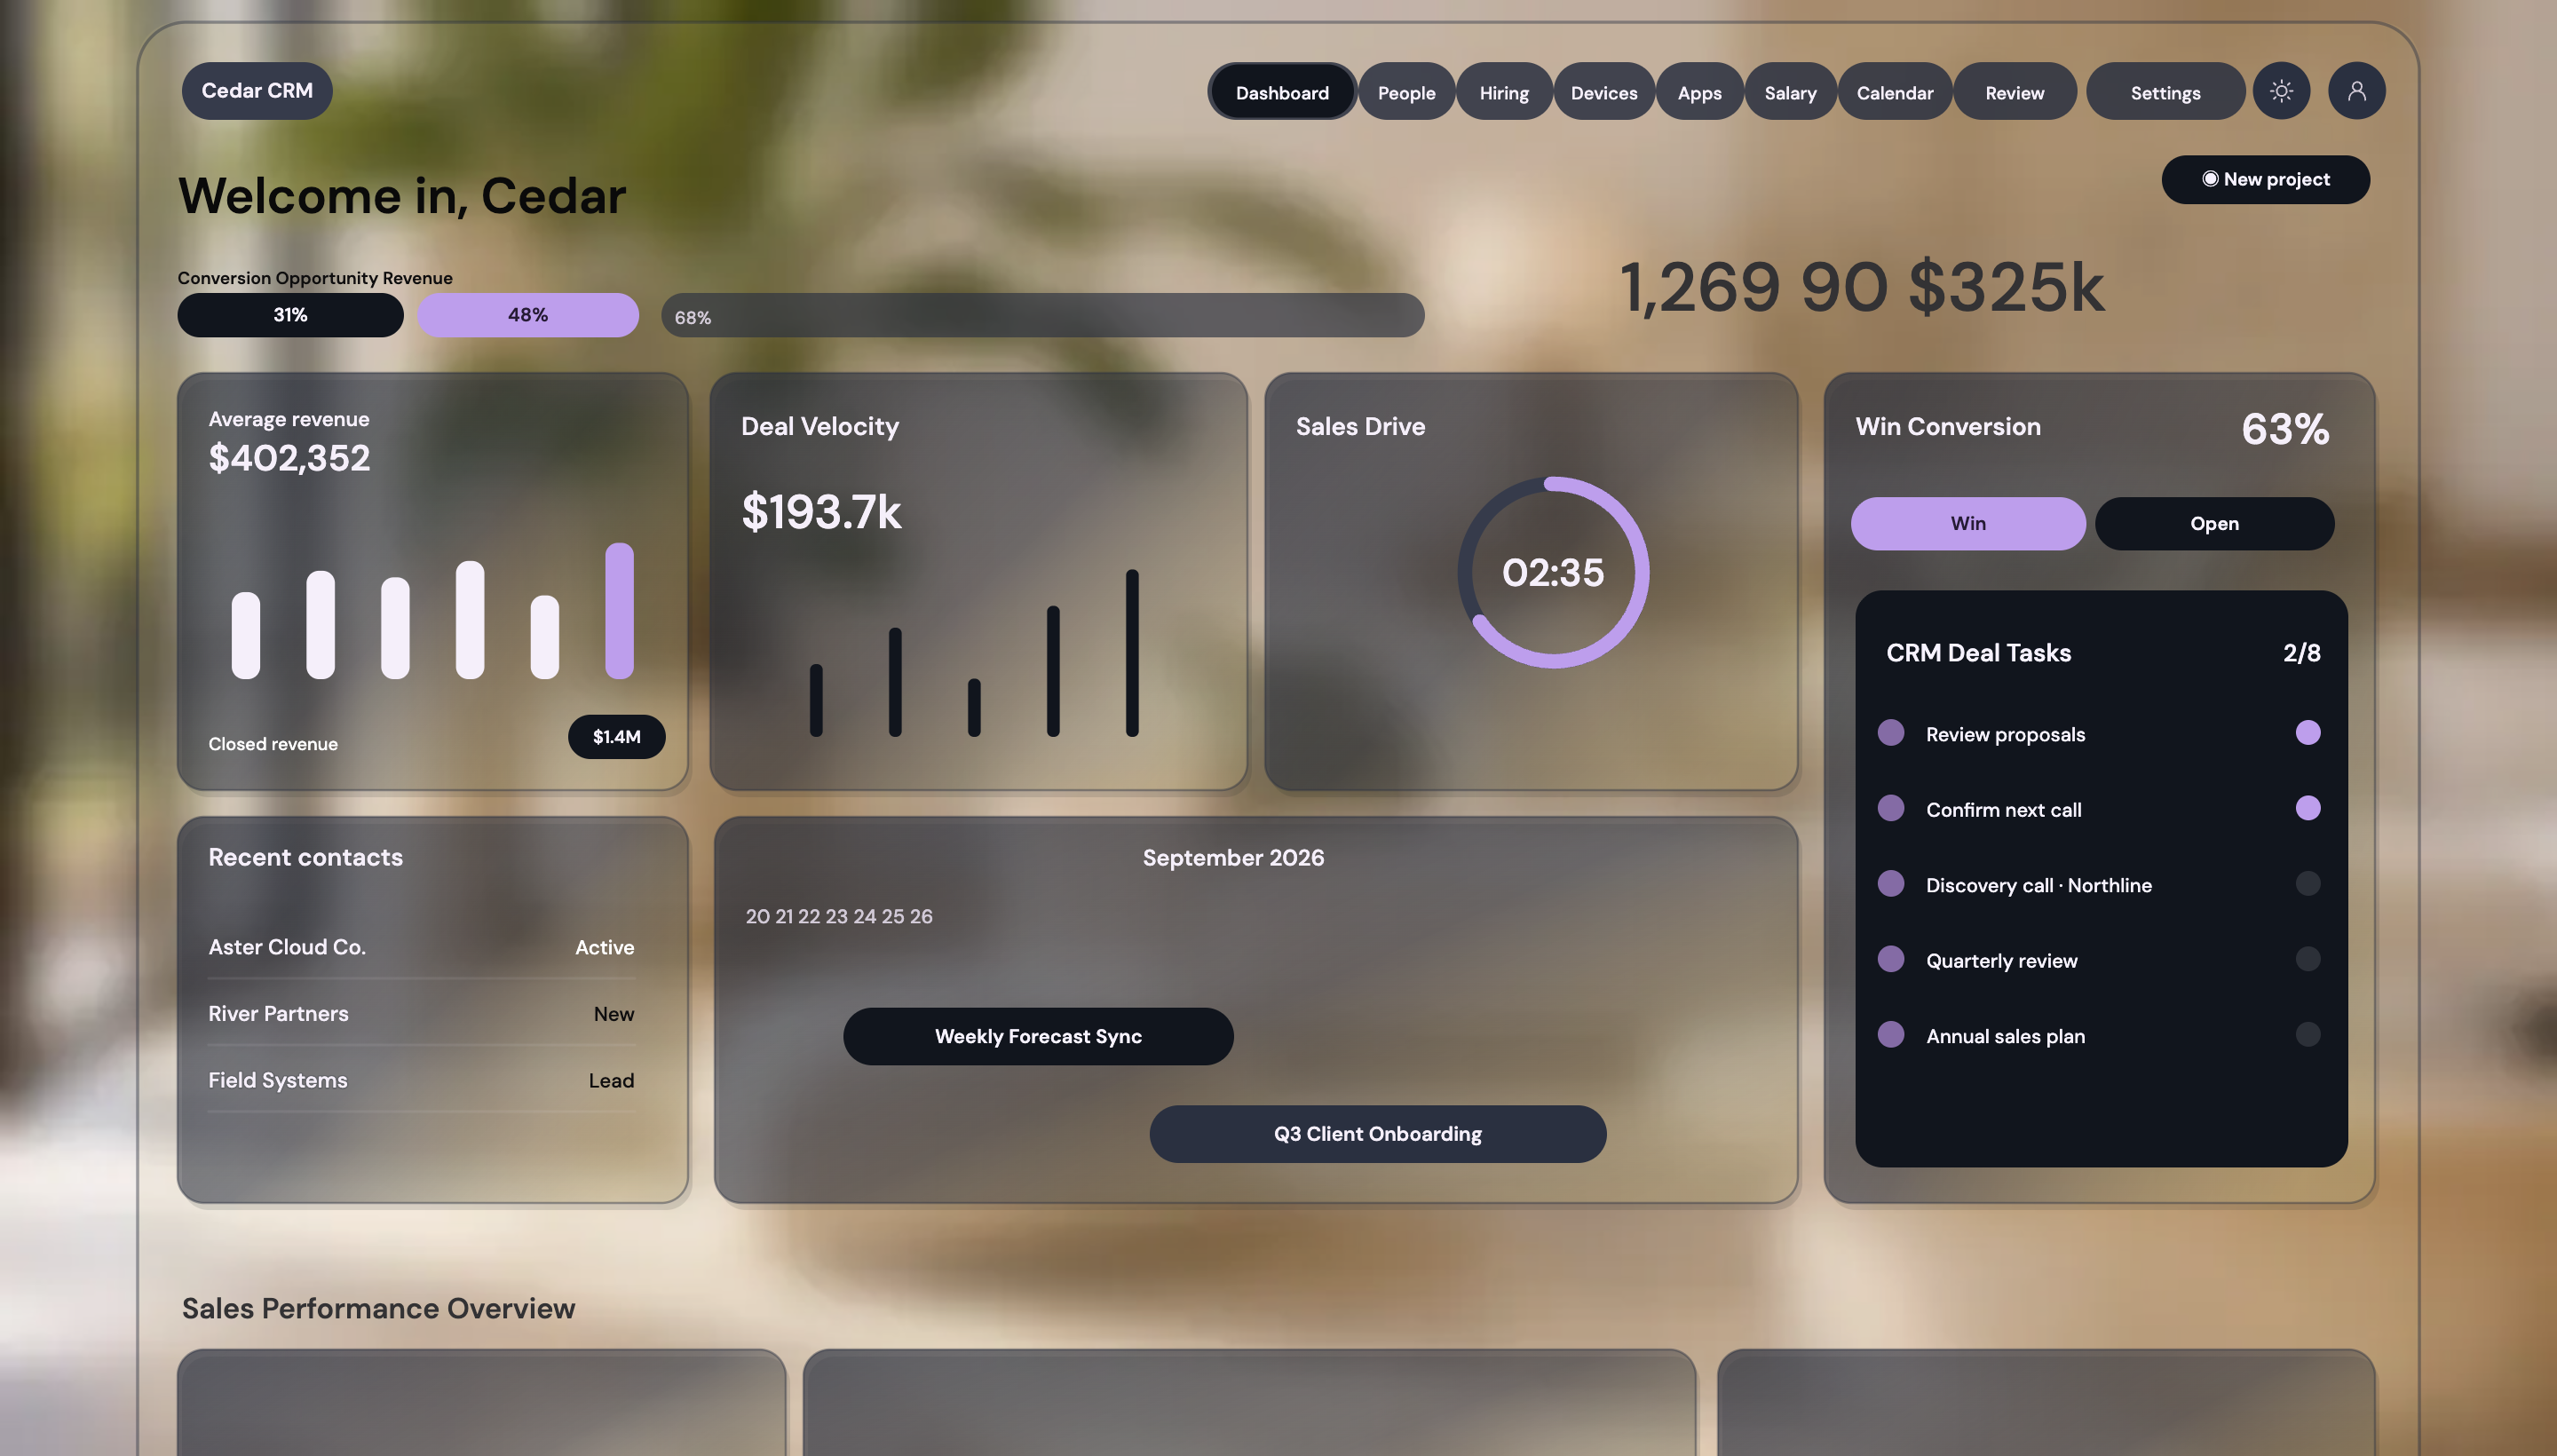 Cedar CRM
Dashboard People Hiring Devices Apps Salary Calendar Review Settings
New project
Welcome in, Cedar
Conversion Opportunity Revenue
31% 48% 68%
1,269 90 $325k
Average revenue
$402,352
Closed revenue
$1.4M
Deal Velocity
$193.7k
Sales Drive
02:35
Win Conversion 63%
Win Open
CRM Deal Tasks 2/8
Review proposals
Confirm next call
Discovery call · Northline
Quarterly review
Annual sales plan
Recent contacts
Aster Cloud Co. Active
River Partners New
Field Systems Lead
September 2026
20 21 22 23 24 25 26
Weekly Forecast Sync
Q3 Client Onboarding
Sales Performance Overview